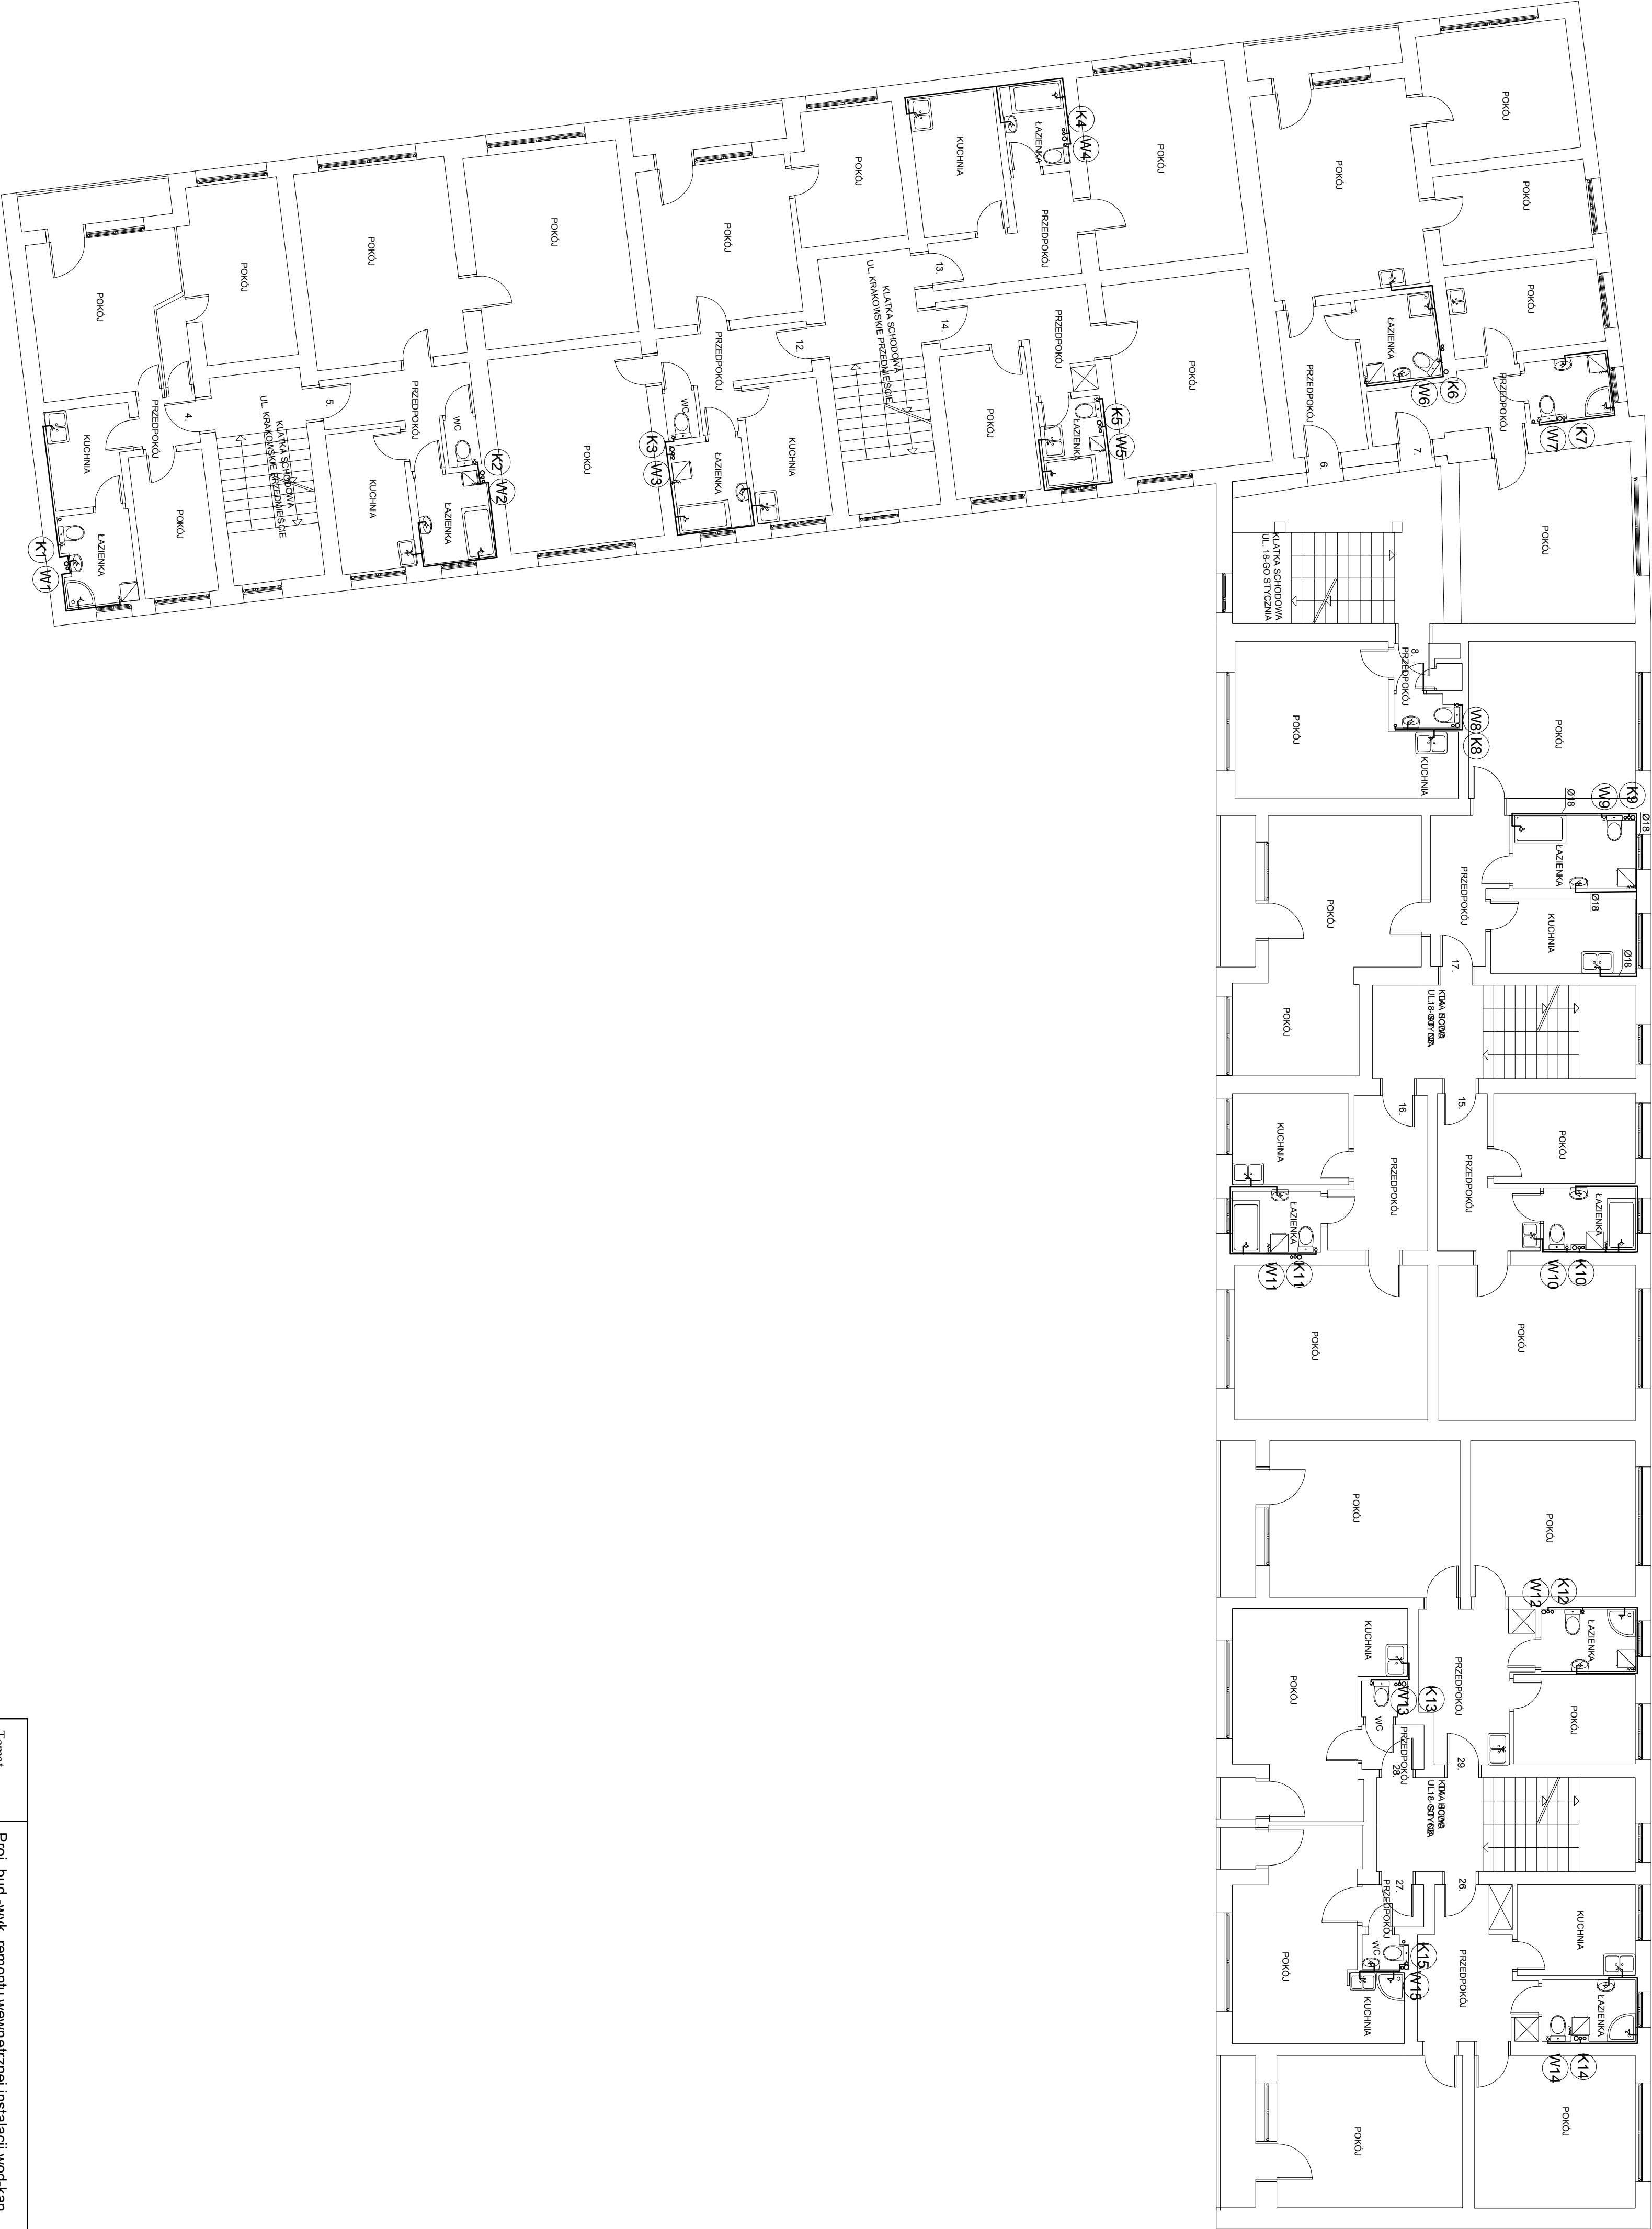 POKÓJ
POKÓJ
POKÓJ
POKÓJ
PRZEDPOKÓJ
KUCHNIA
ŁAZIENKA
K1
W1
POKÓJ
4.
KLATKA SCHODOWA
UL. KRAKOWSKIE PRZEDMIEŚCIE
5.
PRZEDPOKÓJ
WC
K2
W2
KUCHNIA
ŁAZIENKA
POKÓJ
POKÓJ
POKÓJ
PRZEDPOKÓJ
12.
WC
K3
W3
ŁAZIENKA
KUCHNIA
KLATKA SCHODOWA
UL. KRAKOWSKIE PRZEDMIEŚCIE
POKÓJ
KUCHNIA
ŁAZIENKA
K4
W4
PRZEDPOKÓJ
13.
14.
POKÓJ
PRZEDPOKÓJ
POKÓJ
POKÓJ
ŁAZIENKA
K5
W5
POKÓJ
POKÓJ
POKÓJ
ŁAZIENKA
K6
W6
PRZEDPOKÓJ
6.
7.
POKÓJ
PRZEDPOKÓJ
K7
W7
POKÓJ
KLATKA SCHODOWA
UL. 18-GO STYCZNIA
8.
PRZEDPOKÓJ
POKÓJ
KUCHNIA
W8
K8
POKÓJ
K9
W9
Ø18
Ø18
ŁAZIENKA
Ø18
KUCHNIA
Ø18
PRZEDPOKÓJ
POKÓJ
17.
POKÓJ
15.
16.
POKÓJ
KUCHNIA
PRZEDPOKÓJ
PRZEDPOKÓJ
ŁAZIENKA
ŁAZIENKA
K10
W10
K11
W11
POKÓJ
POKÓJ
POKÓJ
POKÓJ
K12
W12
ŁAZIENKA
KUCHNIA
POKÓJ
PRZEDPOKÓJ
K13
W13
WC
POKÓJ
PRZEDPOKÓJ
28.
29.
26.
27.
PRZEDPOKÓJ
KUCHNIA
WC
K15
W15
POKÓJ
KUCHNIA
PRZEDPOKÓJ
ŁAZIENKA
K14
W14
POKÓJ
POKÓJ